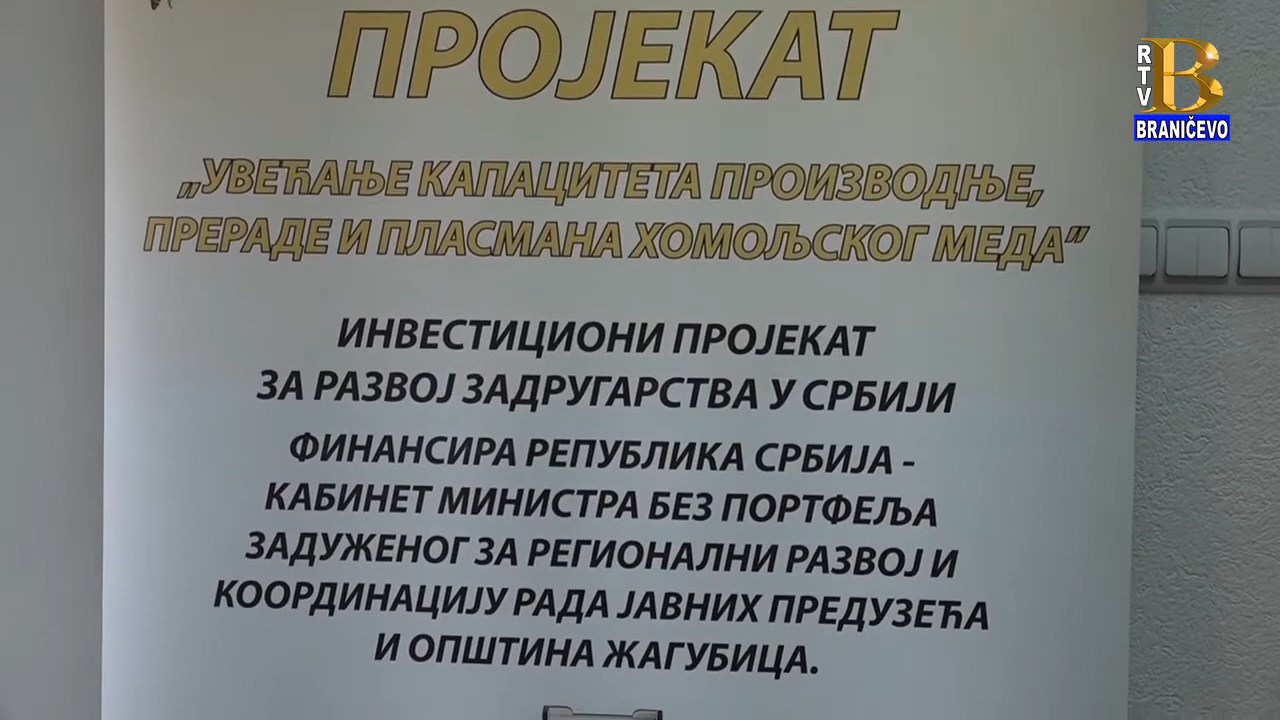 ПРОЈЕКАТ
„УВЕЋАЊЕ КАПАЦИТЕТА ПРОИЗВОДЊЕ,
ПРЕРАДЕ И ПЛАСМАНА ХОМОЉСКОГ МЕДА”
ИНВЕСТИЦИОНИ ПРОЈЕКАТ
ЗА РАЗВОЈ ЗАДРУГАРСТВА У СРБИЈИ
ФИНАНСИРА РЕПУБЛИКА СРБИЈА -
КАБИНЕТ МИНИСТРА БЕЗ ПОРТФЕЉА
ЗАДУЖЕНОГ ЗА РЕГИОНАЛНИ РАЗВОЈ И
КООРДИНАЦИЈУ РАДА ЈАВНИХ ПРЕДУЗЕЋА
И ОПШТИНА ЖАГУБИЦА.
RTV B
BRANIČEVO